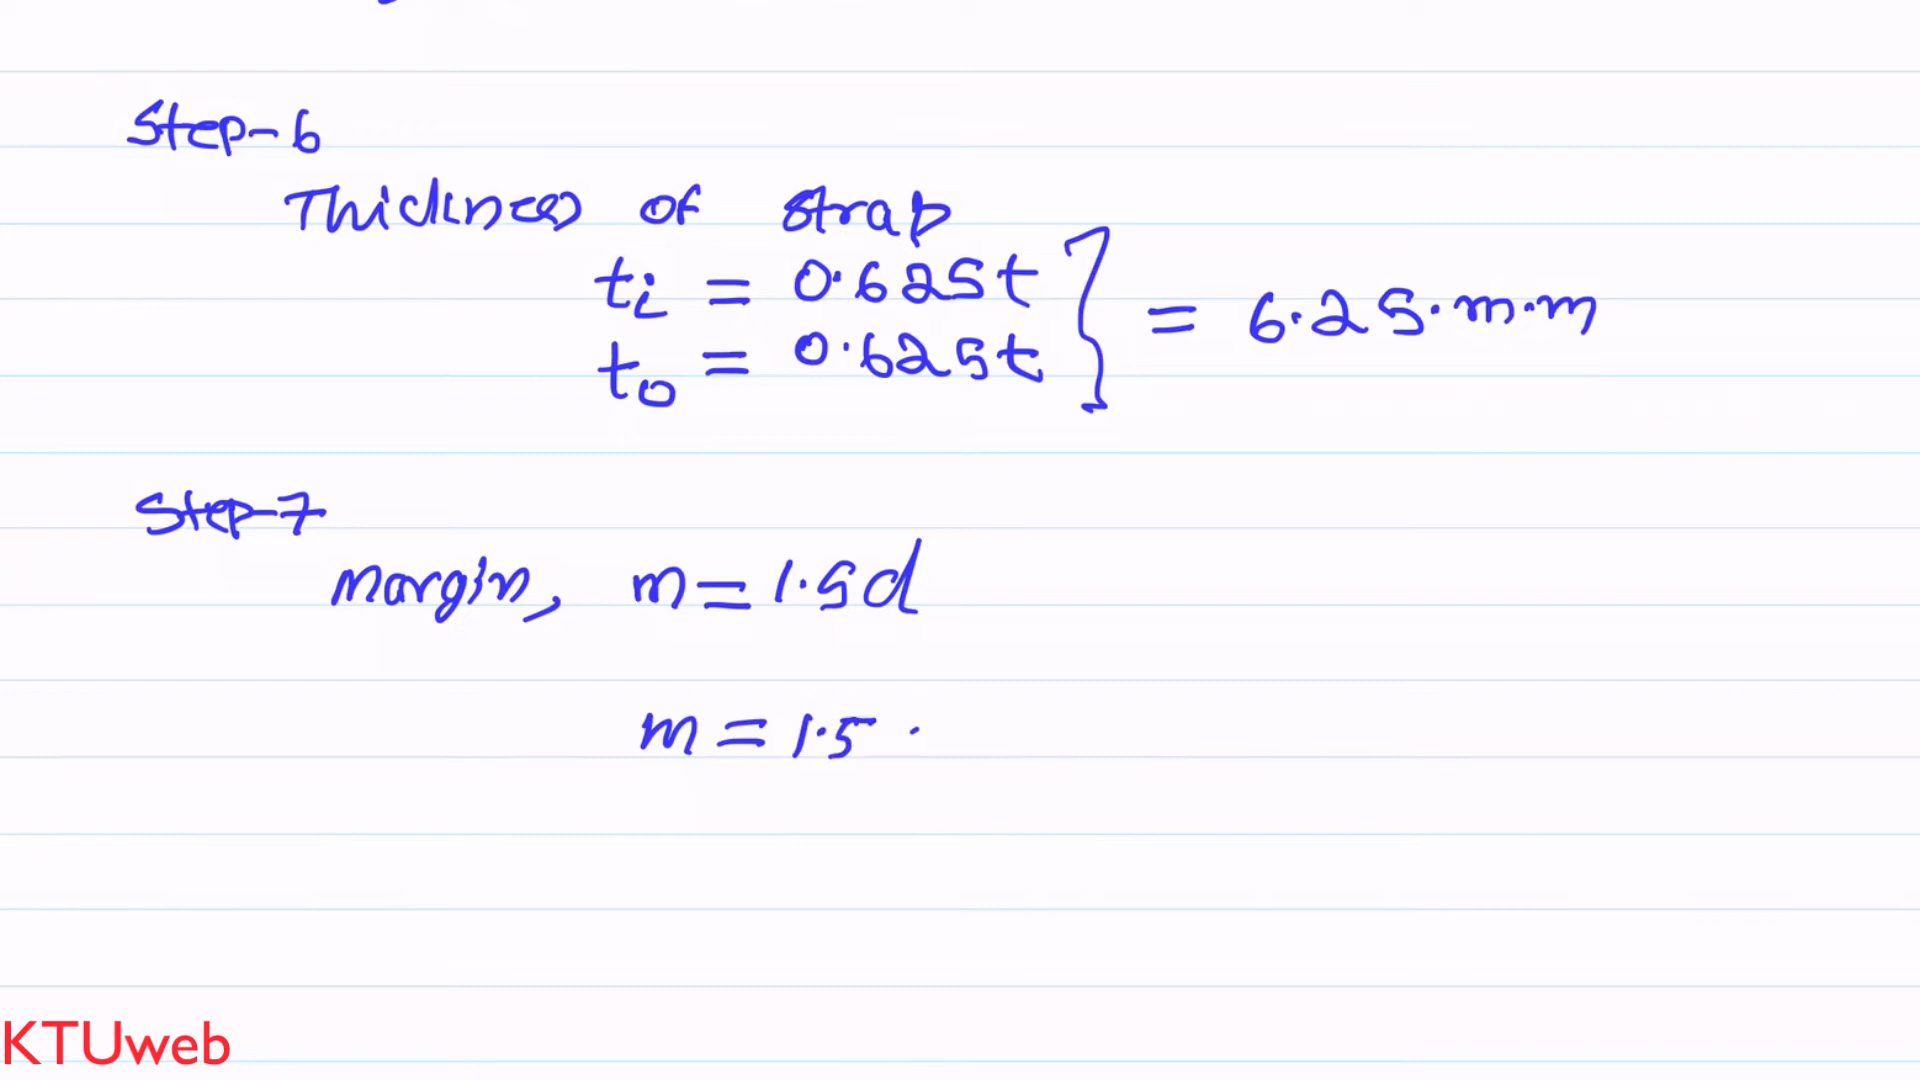 Step-6
Thickness of strap
ti = 0.625t
to = 0.625t } = 6.25.m.m
Step-7
margin, m = 1.5d
m = 1.5 .
KTUweb